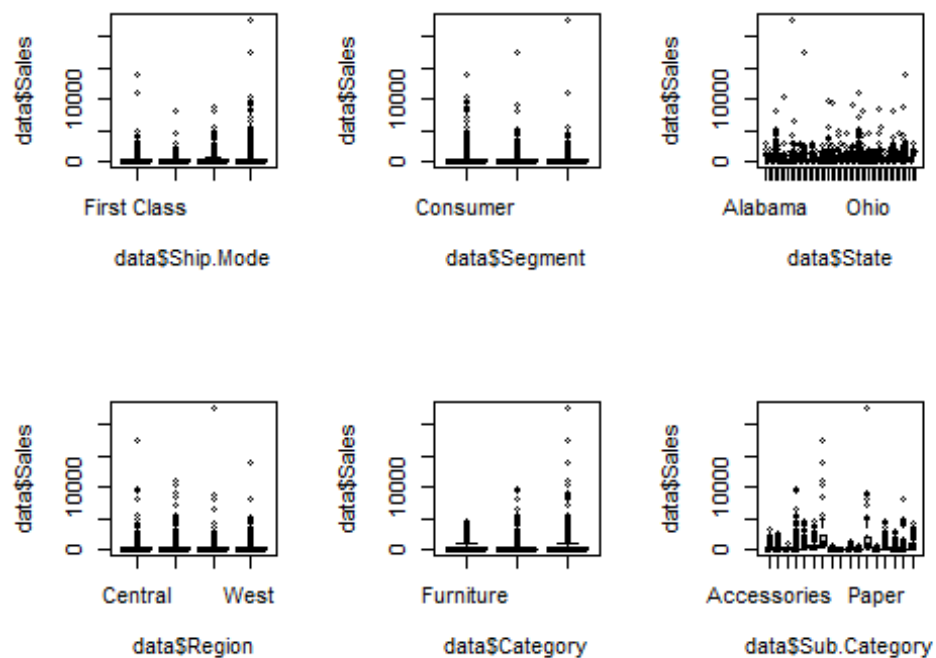 data$Sales
10000
0
First Class
data$Ship.Mode
data$Sales
10000
0
Consumer
data$Segment
data$Sales
10000
0
Alabama Ohio
data$State
data$Sales
10000
0
Central West
data$Region
data$Sales
10000
0
Furniture
data$Category
data$Sales
10000
0
Accessories Paper
data$Sub.Category